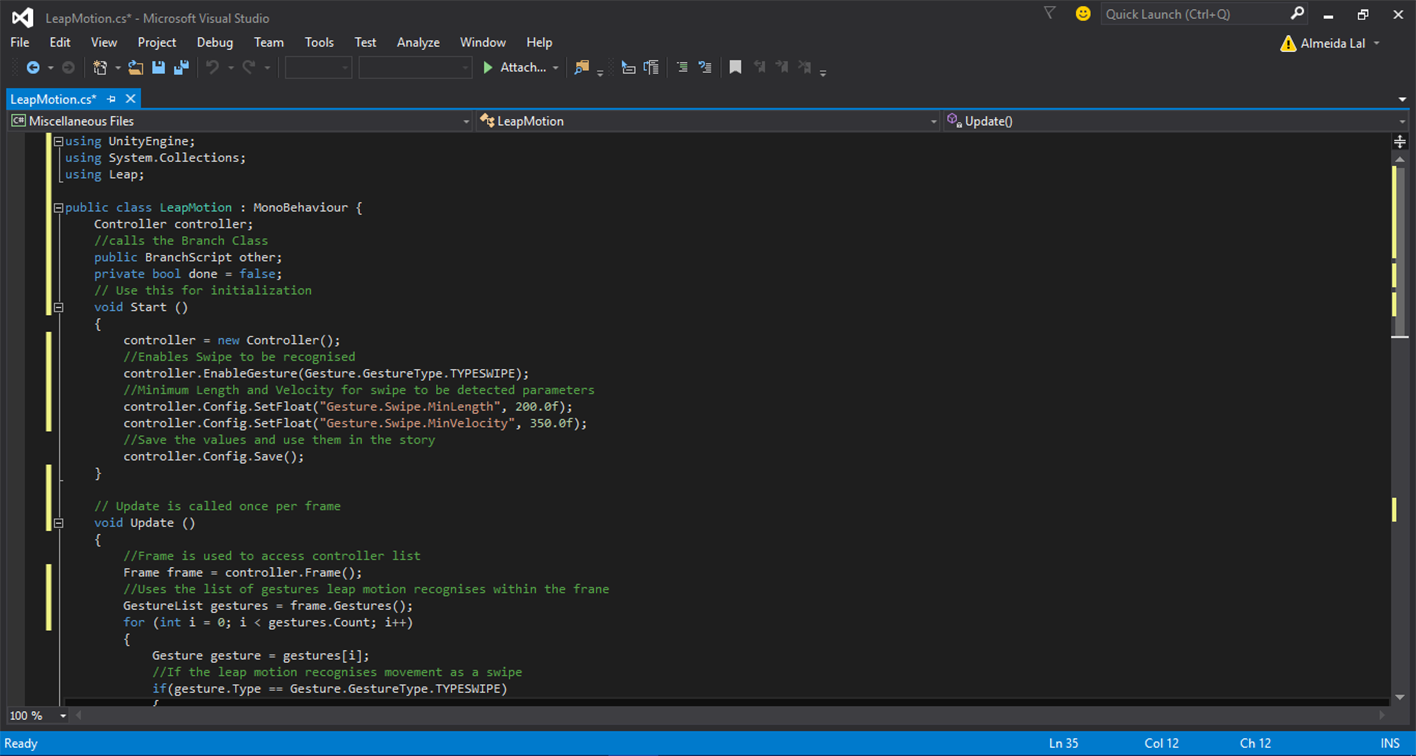 LeapMotion.cs* - Microsoft Visual Studio
Quick Launch (Ctrl+Q)
File Edit View Project Debug Team Tools Test Analyze Window Help
Almeida Lal
Attach...
LeapMotion.cs*
Miscellaneous Files LeapMotion Update()
using UnityEngine;
using System.Collections;
using Leap;
public class LeapMotion : MonoBehaviour {
Controller controller;
//calls the Branch Class
public BranchScript other;
private bool done = false;
// Use this for initialization
void Start ()
{
controller = new Controller();
//Enables Swipe to be recognised
controller.EnableGesture(Gesture.GestureType.TYPESWIPE);
//Minimum Length and Velocity for swipe to be detected parameters
controller.Config.SetFloat("Gesture.Swipe.MinLength", 200.0f);
controller.Config.SetFloat("Gesture.Swipe.MinVelocity", 350.0f);
//Save the values and use them in the story
controller.Config.Save();
}
// Update is called once per frame
void Update ()
{
//Frame is used to access controller list
Frame frame = controller.Frame();
//Uses the list of gestures leap motion recognises within the frane
GestureList gestures = frame.Gestures();
for (int i = 0; i < gestures.Count; i++)
{
Gesture gesture = gestures[i];
//If the leap motion recognises movement as a swipe
if(gesture.Type == Gesture.GestureType.TYPESWIPE)
{
100 %
Ready Ln 35 Col 12 Ch 12 INS